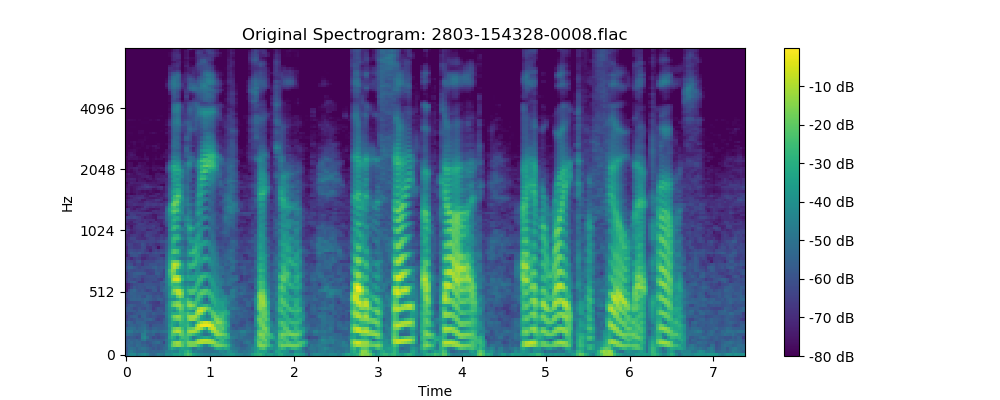 Original Spectrogram: 2803-154328-0008.flac
Hz
4096
2048
1024
512
0
0 1 2 3 4 5 6 7
Time
-10 dB
-20 dB
-30 dB
-40 dB
-50 dB
-60 dB
-70 dB
-80 dB